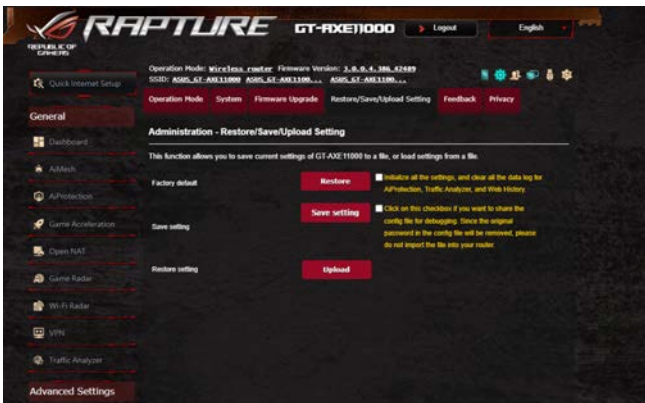 REPUBLIC OF
GAMERS
RAPTURE
GT-AXE11000
Logout
English
Quick Internet Setup
Operation Mode: Wireless router Firmware Version: 3.0.0.4.386_42489
SSID: ASUS_GT-AXE11000 ASUS_GT-AXE1100... ASUS_GT-AXE1100...
Operation Mode System Firmware Upgrade Restore/Save/Upload Setting Feedback Privacy
General
Dashboard
AiMesh
AiProtection
Game Acceleration
Open NAT
Game Radar
Wi-Fi Radar
VPN
Traffic Analyzer
Advanced Settings
Administration - Restore/Save/Upload Setting
This function allows you to save current settings of GT-AXE11000 to a file, or load settings from a file.
Factory default
Restore
Initialize all the settings, and clear all the data log for
AiProtection, Traffic Analyzer, and Web History.
Save setting
Save setting
Click on this checkbox if you want to share the
config file for debugging. Since the original
password in the config file will be removed, please
do not import the file into your router.
Restore setting
Upload